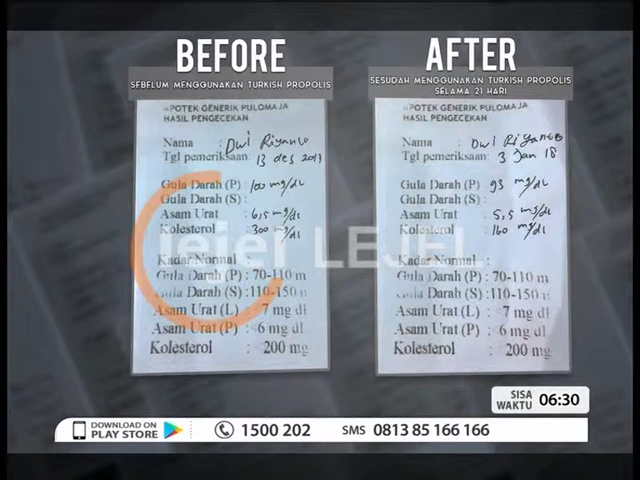 BEFORE
SEBELUM MENGGUNAKAN TURKISH PROPOLIS
POTEK GENERIK PULOMAJA
HASIL PENGECEKAN
Nama : Dwi Riyanto
Tgl pemeriksaan: 13 des 2017
Gula Darah (P) : 100 mg/dl
Gula Darah (S) :
Asam Urat : 6,5 mg/dl
Kolesterol : 300 mg/dl
Kadar Normal :
Gula Darah (P) : 70-110 m
Gula Darah (S) : 110-150
Asam Urat (L) : 7 mg dl
Asam Urat (P) : 6 mg dl
Kolesterol : 200 mg
AFTER
SESUDAH MENGGUNAKAN TURKISH PROPOLIS
SELAMA 21 HARI
POTEK GENERIK PULOMAJA
HASIL PENGECEKAN
Nama : Dwi Riyanto
Tgl pemeriksaan: 3 Jan 18
Gula Darah (P) 93 mg/dl
Gula Darah (S) :
Asam Urat : 5,5 mg/dl
Kolesterol : 160 mg/dl
Kadar Normal :
Gula Darah (P) : 70-110 m
Gula Darah (S) : 110-150
Asam Urat (L) : 7 mg dl
Asam Urat (P) : 6 mg dl
Kolesterol : 200 mg
lejel LEJEL
SISA
WAKTU 06:30
DOWNLOAD ON
PLAY STORE
1500 202
SMS 0813 85 166 166